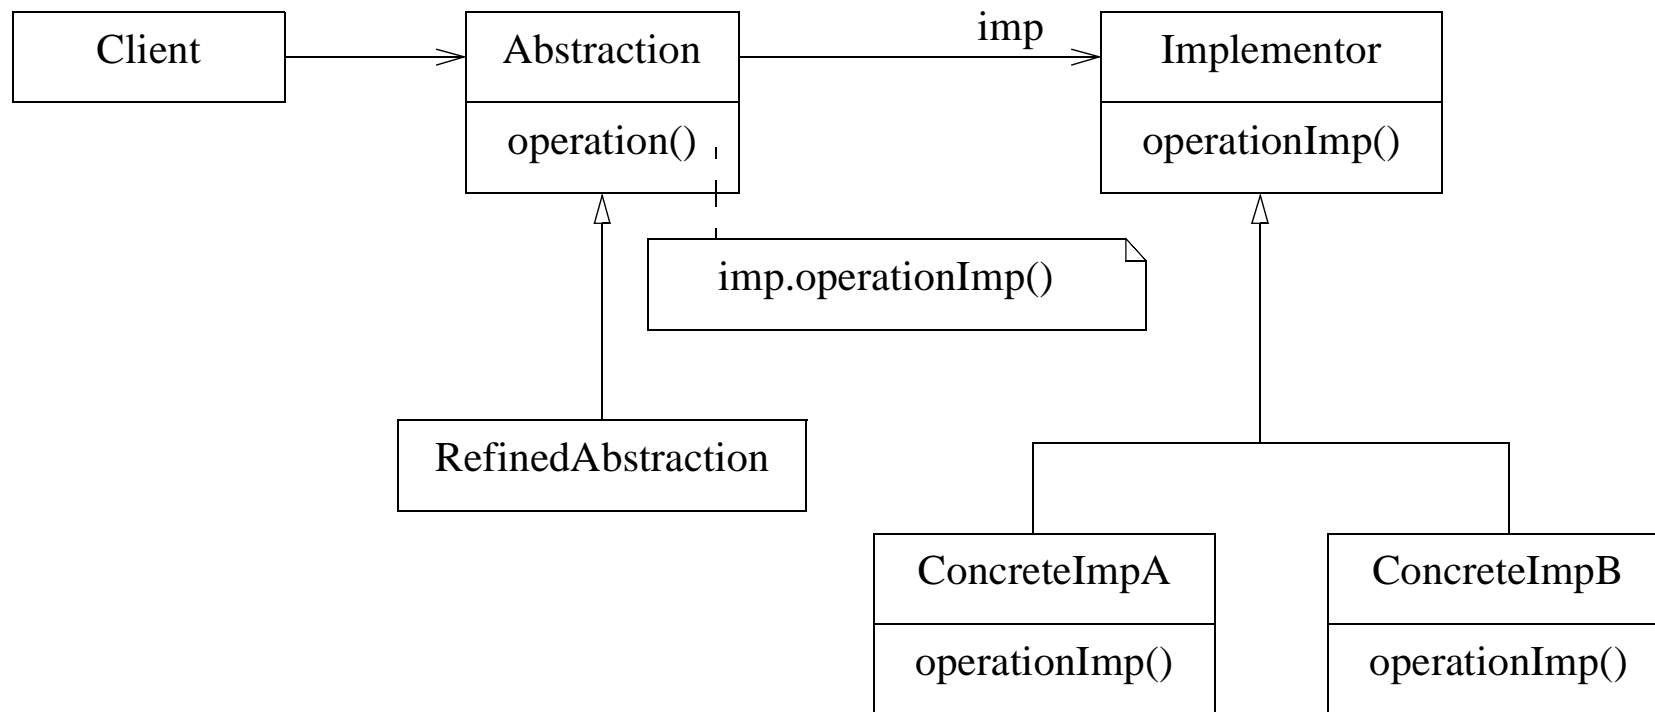 Client
Abstraction
operation()
imp
Implementor
operationImp()
imp.operationImp()
RefinedAbstraction
ConcreteImpA
operationImp()
ConcreteImpB
operationImp()